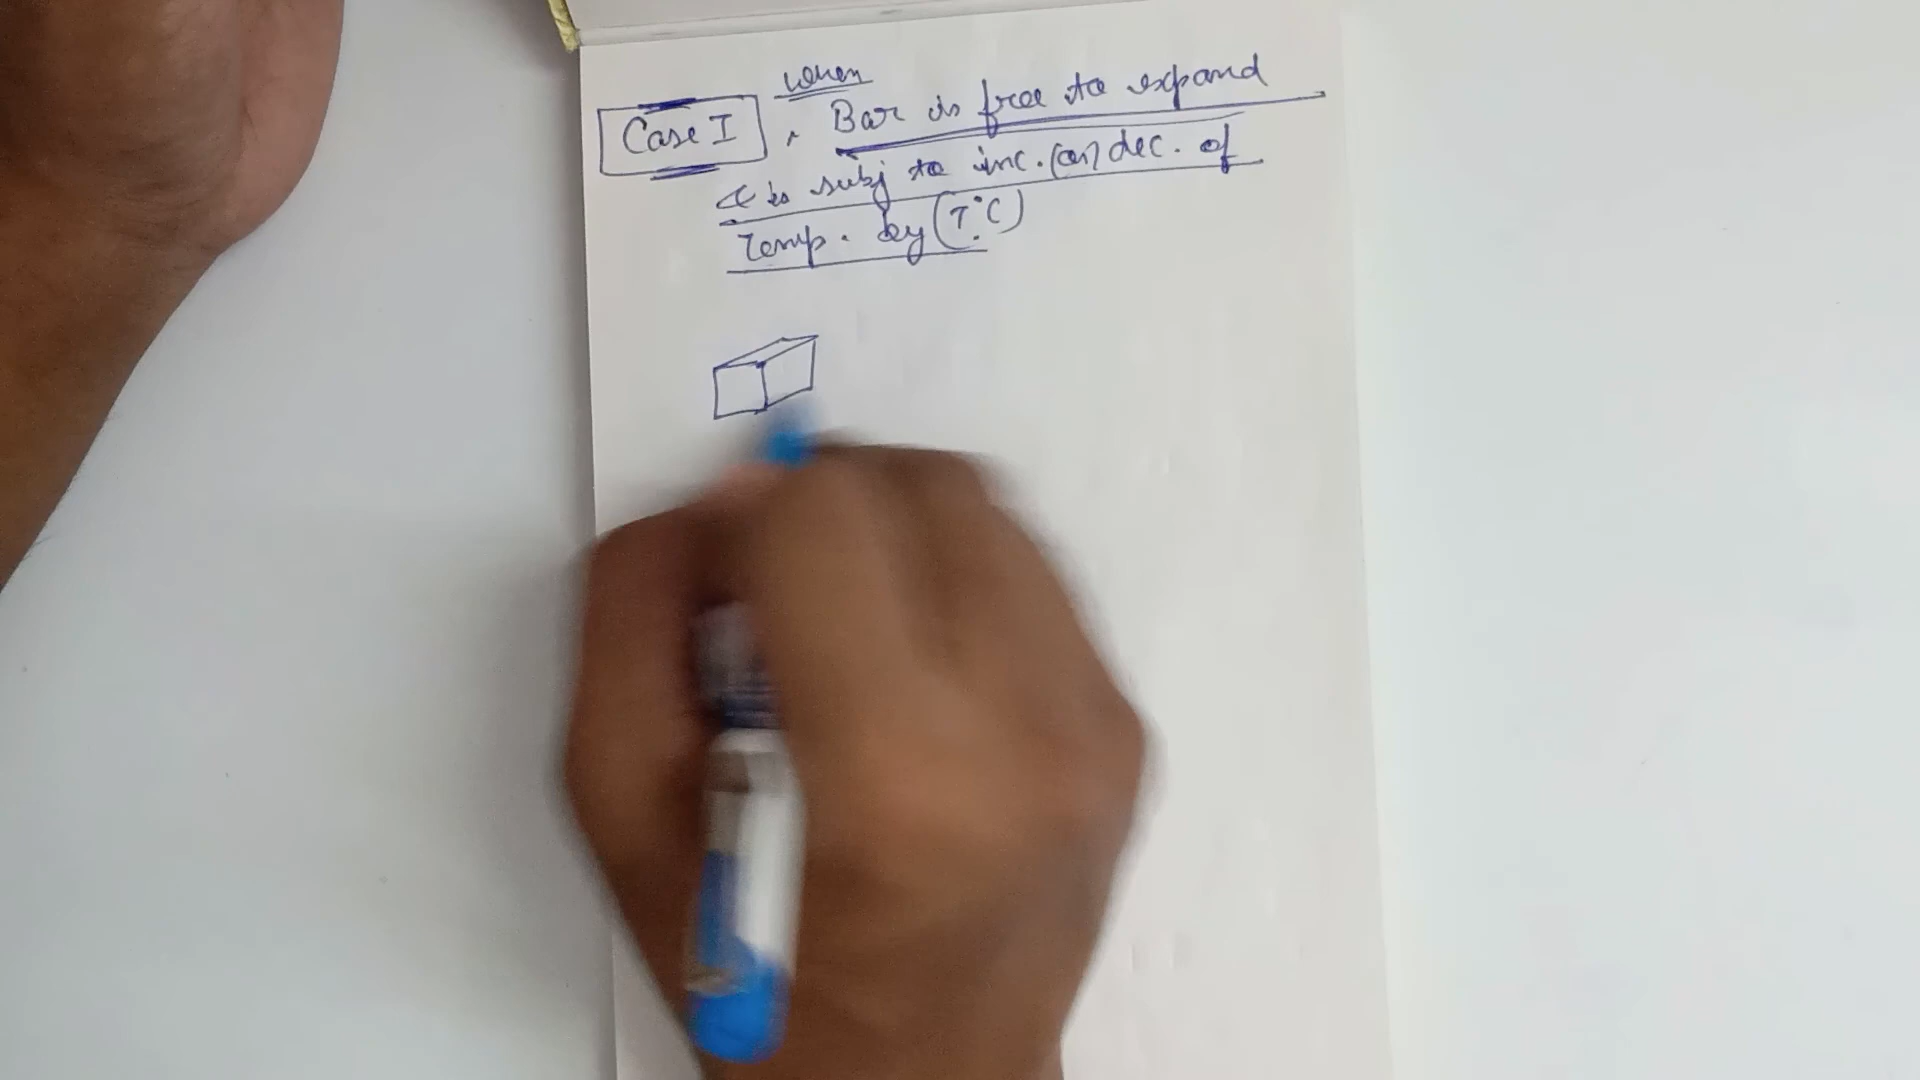 when
Case I , Bar is free to expand
& is subj to inc. (or) dec. of
Temp. by (T°C)